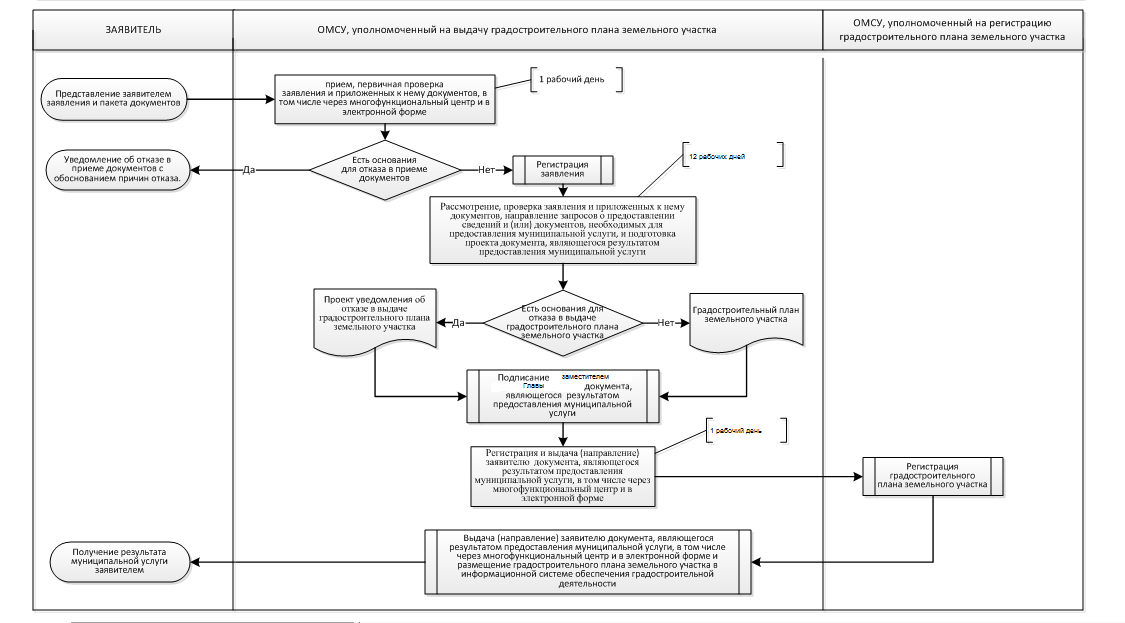 ЗАЯВИТЕЛЬ
ОМСУ, уполномоченный на выдачу градостроительного плана земельного участка
ОМСУ, уполномоченный на регистрацию
градостроительного плана земельного участка
Представление заявителем
заявления и пакета документов
прием, первичная проверка
заявления и приложенных к нему документов, в
том числе через многофункциональный центр и в
электронной форме
1 рабочий день
Уведомление об отказе в
приеме документов с
обоснованием причин отказа.
Да
Есть основания
для отказа в приеме
документов
Нет
Регистрация
заявления
12 рабочих дней
Рассмотрение, проверка заявления и приложенных к нему
документов, направление запросов о предоставлении
сведений и (или) документов, необходимых для
предоставления муниципальной услуги, и подготовка
проекта документа, являющегося результатом
предоставления муниципальной услуги
Проект уведомления об
отказе в выдаче
градостроительного плана
земельного участка
Да
Есть основания для
отказа в выдаче
градостроительного плана
земельного участка
Нет
Градостроительный план
земельного участка
Подписание заместителем
Главы документа,
являющегося результатом
предоставления муниципальной
услуги
1 рабочий день
Регистрация и выдача (направление)
заявителю документа, являющегося
результатом предоставления
муниципальной услуги, в том числе через
многофункциональный центр и в
электронной форме
Регистрация
градостроительного
плана земельного участка
Получение результата
муниципальной услуги
заявителем
Выдача (направление) заявителю документа, являющегося
результатом предоставления муниципальной услуги, в том числе
через многофункциональный центр и в электронной форме и
размещение градостроительного плана земельного участка в
информационной системе обеспечения градостроительной
деятельности